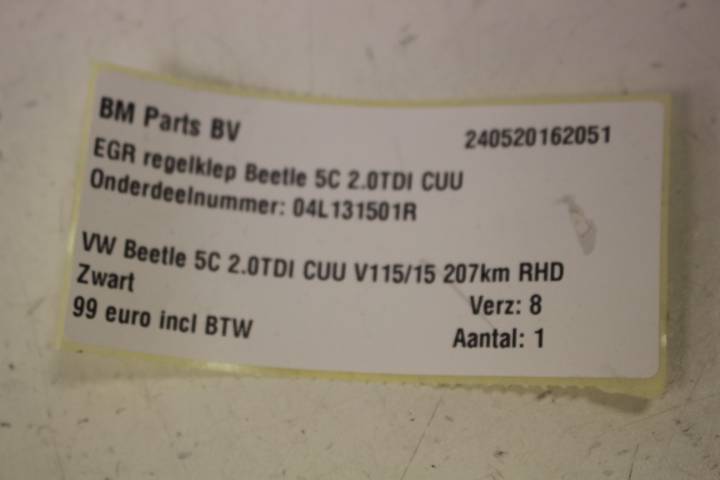 BM Parts BV 240520162051
EGR regelklep Beetle 5C 2.0TDI CUU
Onderdeelnummer: 04L131501R
VW Beetle 5C 2.0TDI CUU V115/15 207km RHD
Zwart Verz: 8
99 euro incl BTW Aantal: 1